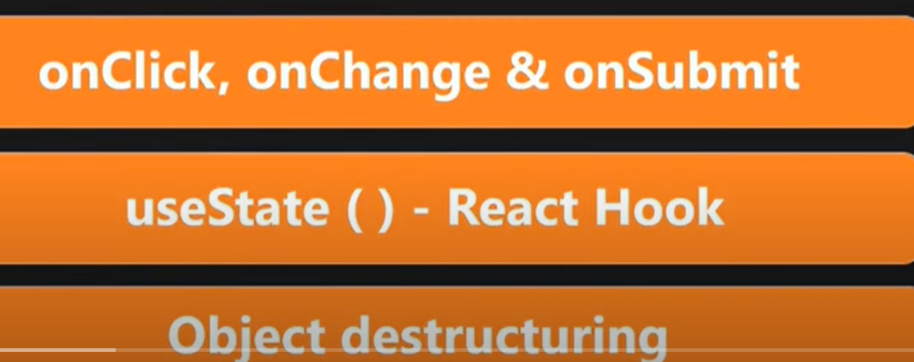 onClick, onChange & onSubmit
useState ( ) - React Hook
Object destructuring